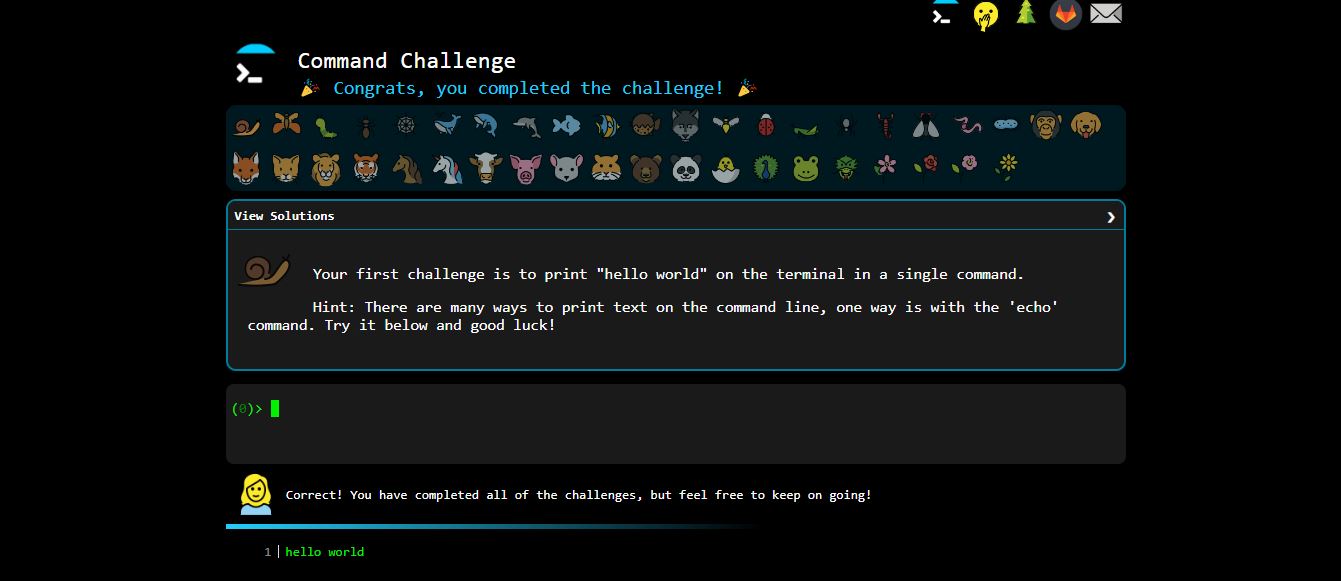 Command Challenge
Congrats, you completed the challenge!
View Solutions
Your first challenge is to print "hello world" on the terminal in a single command.
Hint: There are many ways to print text on the command line, one way is with the 'echo'
command. Try it below and good luck!
(0)>
Correct! You have completed all of the challenges, but feel free to keep on going!
1 hello world